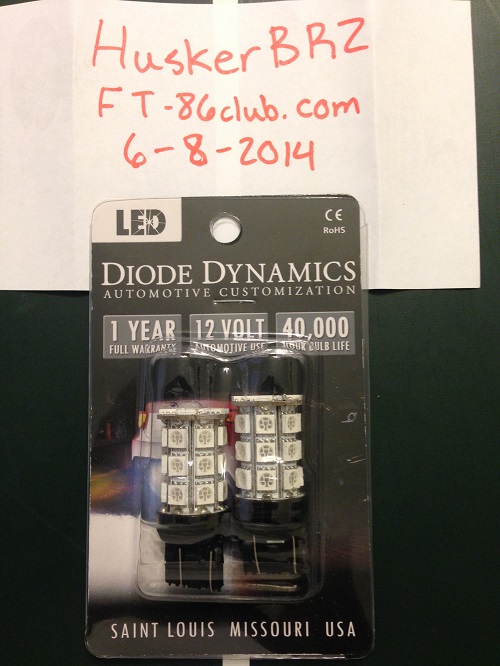 HuskerBRZ
FT-86club.com
6-8-2014
LED
CE
RoHS
DIODE DYNAMICS
AUTOMOTIVE CUSTOMIZATION
1 YEAR
FULL WARRANTY
12 VOLT
AUTOMOTIVE USE
40,000
HOUR BULB LIFE
SAINT LOUIS MISSOURI USA